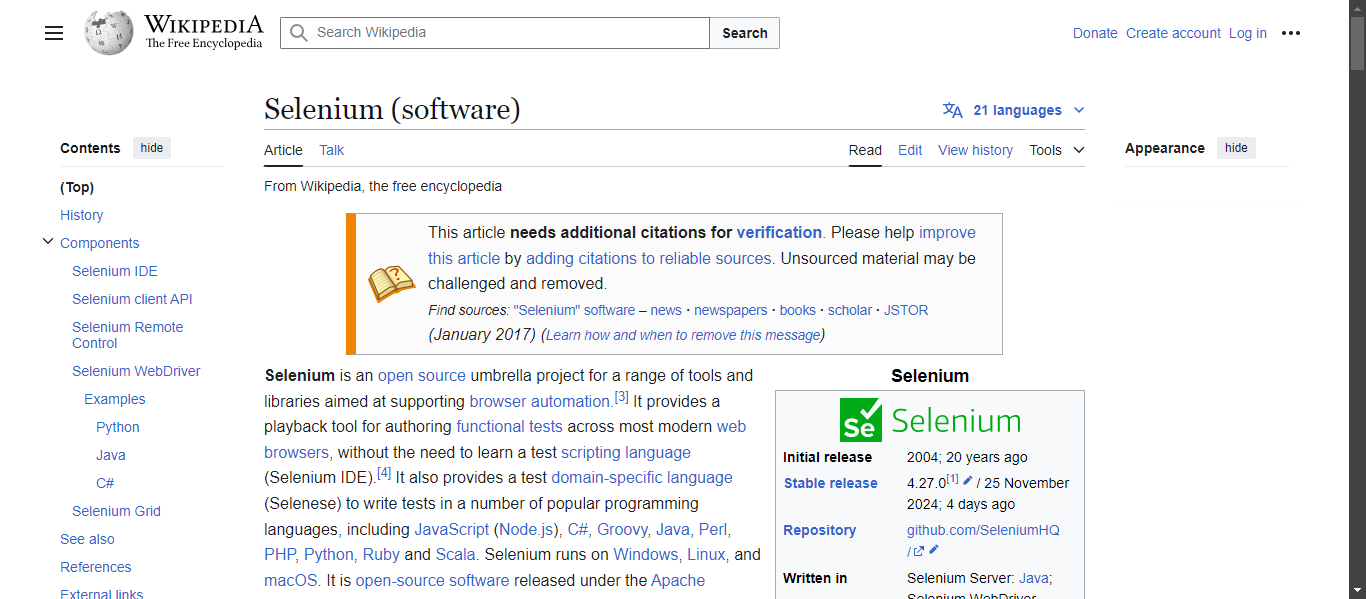 WIKIPEDIA
The Free Encyclopedia
Search Wikipedia
Search
Donate Create account Log in
Selenium (software)
21 languages
Contents hide
Article Talk
Read Edit View history Tools
Appearance hide
(Top)
History
Components
Selenium IDE
Selenium client API
Selenium Remote
Control
Selenium WebDriver
Examples
Python
Java
C#
Selenium Grid
See also
References
External links
From Wikipedia, the free encyclopedia
This article needs additional citations for verification. Please help improve
this article by adding citations to reliable sources. Unsourced material may be
challenged and removed.
Find sources: "Selenium" software – news · newspapers · books · scholar · JSTOR
(January 2017) (Learn how and when to remove this message)
Selenium is an open source umbrella project for a range of tools and
libraries aimed at supporting browser automation.[3] It provides a
playback tool for authoring functional tests across most modern web
browsers, without the need to learn a test scripting language
(Selenium IDE).[4] It also provides a test domain-specific language
(Selenese) to write tests in a number of popular programming
languages, including JavaScript (Node.js), C#, Groovy, Java, Perl,
PHP, Python, Ruby and Scala. Selenium runs on Windows, Linux, and
macOS. It is open-source software released under the Apache
Selenium
Se Selenium
Initial release 2004; 20 years ago
Stable release 4.27.0[1] / 25 November
2024; 4 days ago
Repository github.com/SeleniumHQ
/
Written in Selenium Server: Java;
Selenium WebDriver